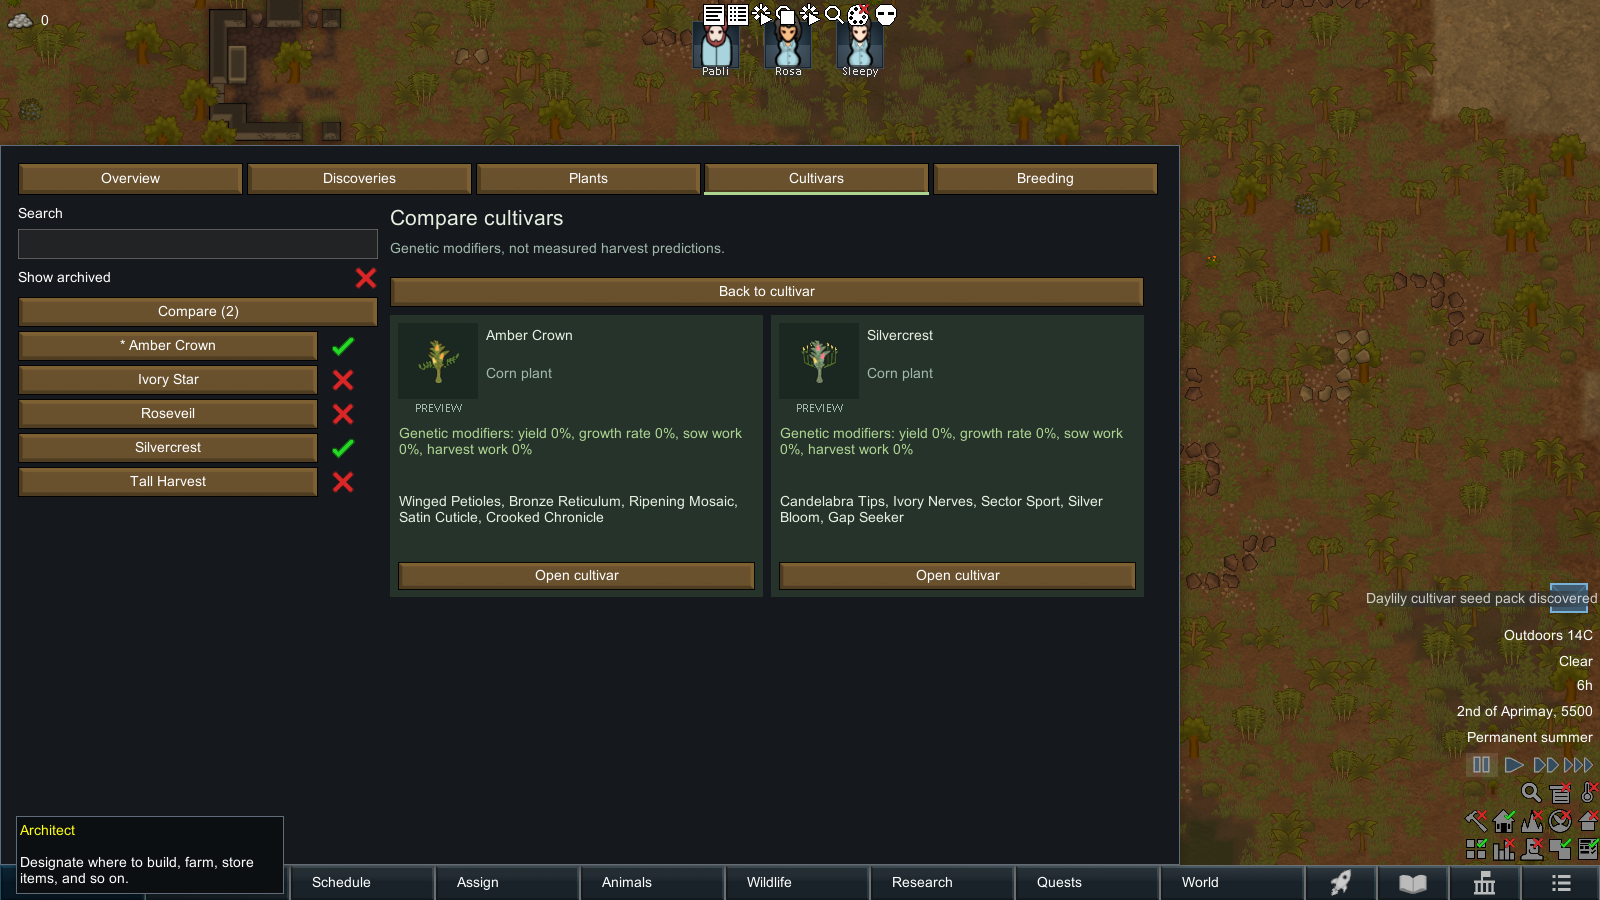 0
Pabli
Rosa
Sleepy
Overview
Discoveries
Plants
Cultivars
Breeding
Search
Show archived
Compare (2)
* Amber Crown
Ivory Star
Roseveil
Silvercrest
Tall Harvest
Compare cultivars
Genetic modifiers, not measured harvest predictions.
Back to cultivar
Amber Crown
Corn plant
PREVIEW
Genetic modifiers: yield 0%, growth rate 0%, sow work
0%, harvest work 0%
Winged Petioles, Bronze Reticulum, Ripening Mosaic,
Satin Cuticle, Crooked Chronicle
Open cultivar
Silvercrest
Corn plant
PREVIEW
Genetic modifiers: yield 0%, growth rate 0%, sow work
0%, harvest work 0%
Candelabra Tips, Ivory Nerves, Sector Sport, Silver
Bloom, Gap Seeker
Open cultivar
Daylily cultivar seed pack discovered
Outdoors 14C
Clear
6h
2nd of Aprimay, 5500
Permanent summer
Architect
Designate where to build, farm, store
items, and so on.
Schedule
Assign
Animals
Wildlife
Research
Quests
World